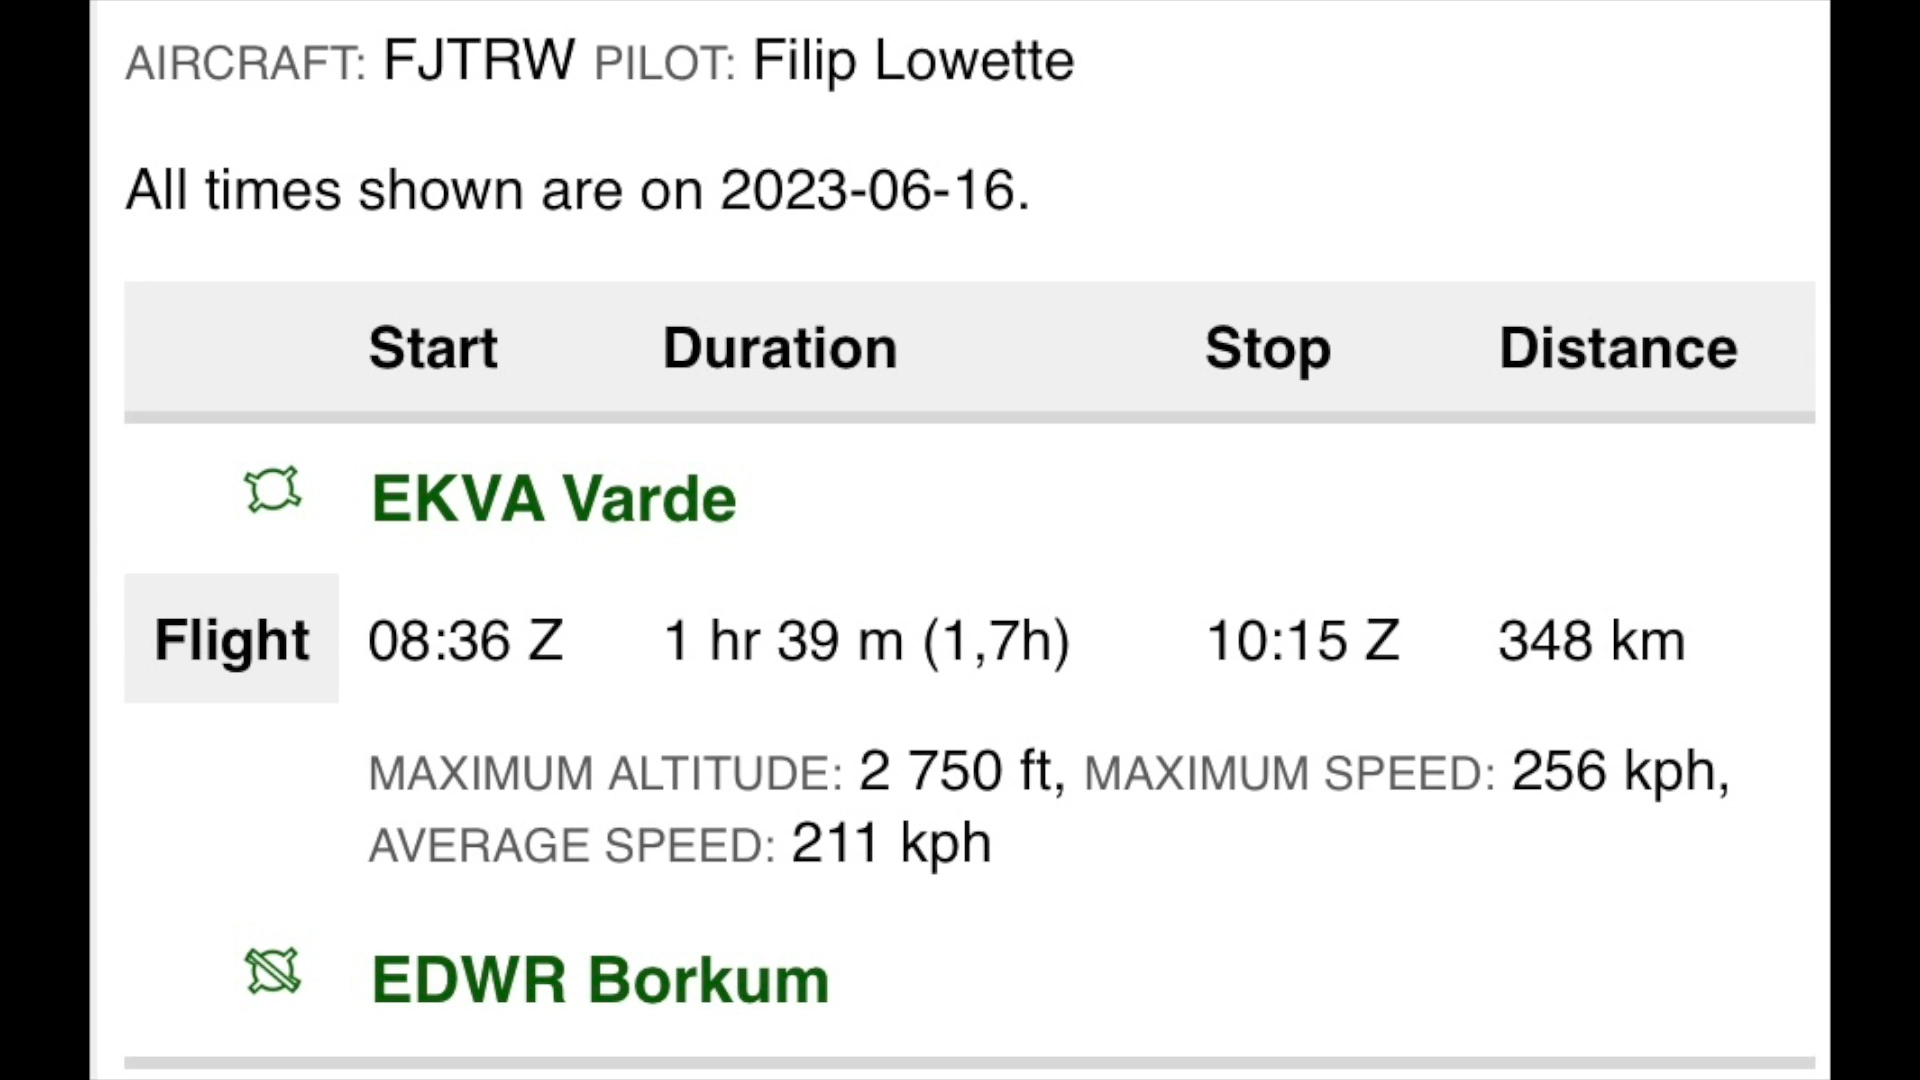 AIRCRAFT: FJTRW PILOT: Filip Lowette
All times shown are on 2023-06-16.
Start Duration Stop Distance
EKVA Varde
Flight 08:36 Z 1 hr 39 m (1,7h) 10:15 Z 348 km
MAXIMUM ALTITUDE: 2 750 ft, MAXIMUM SPEED: 256 kph,
AVERAGE SPEED: 211 kph
EDWR Borkum